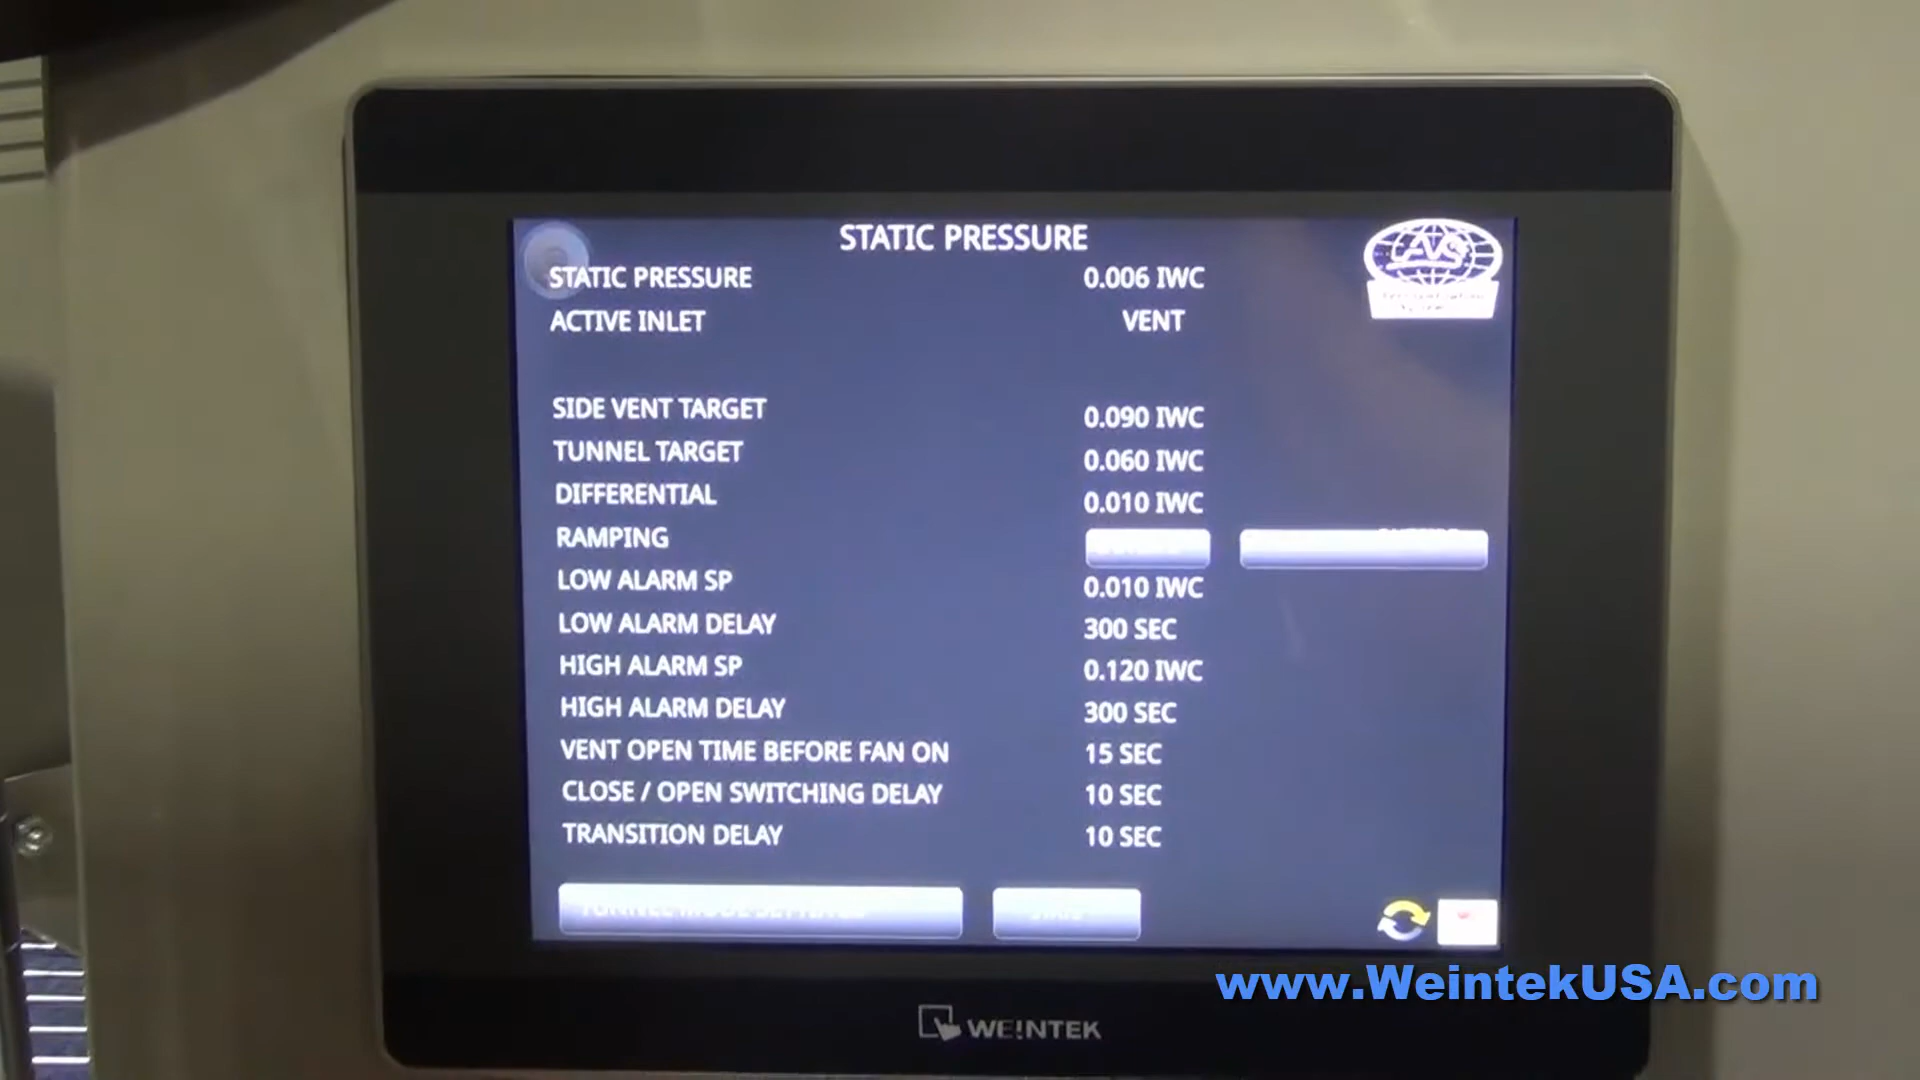 STATIC PRESSURE
STATIC PRESSURE 0.006 IWC
ACTIVE INLET VENT
AVS
SIDE VENT TARGET 0.090 IWC
TUNNEL TARGET 0.060 IWC
DIFFERENTIAL 0.010 IWC
RAMPING
LOW ALARM SP 0.010 IWC
LOW ALARM DELAY 300 SEC
HIGH ALARM SP 0.120 IWC
HIGH ALARM DELAY 300 SEC
VENT OPEN TIME BEFORE FAN ON 15 SEC
CLOSE / OPEN SWITCHING DELAY 10 SEC
TRANSITION DELAY 10 SEC
TUNNEL MODE
www.WeintekUSA.com
WE!NTEK